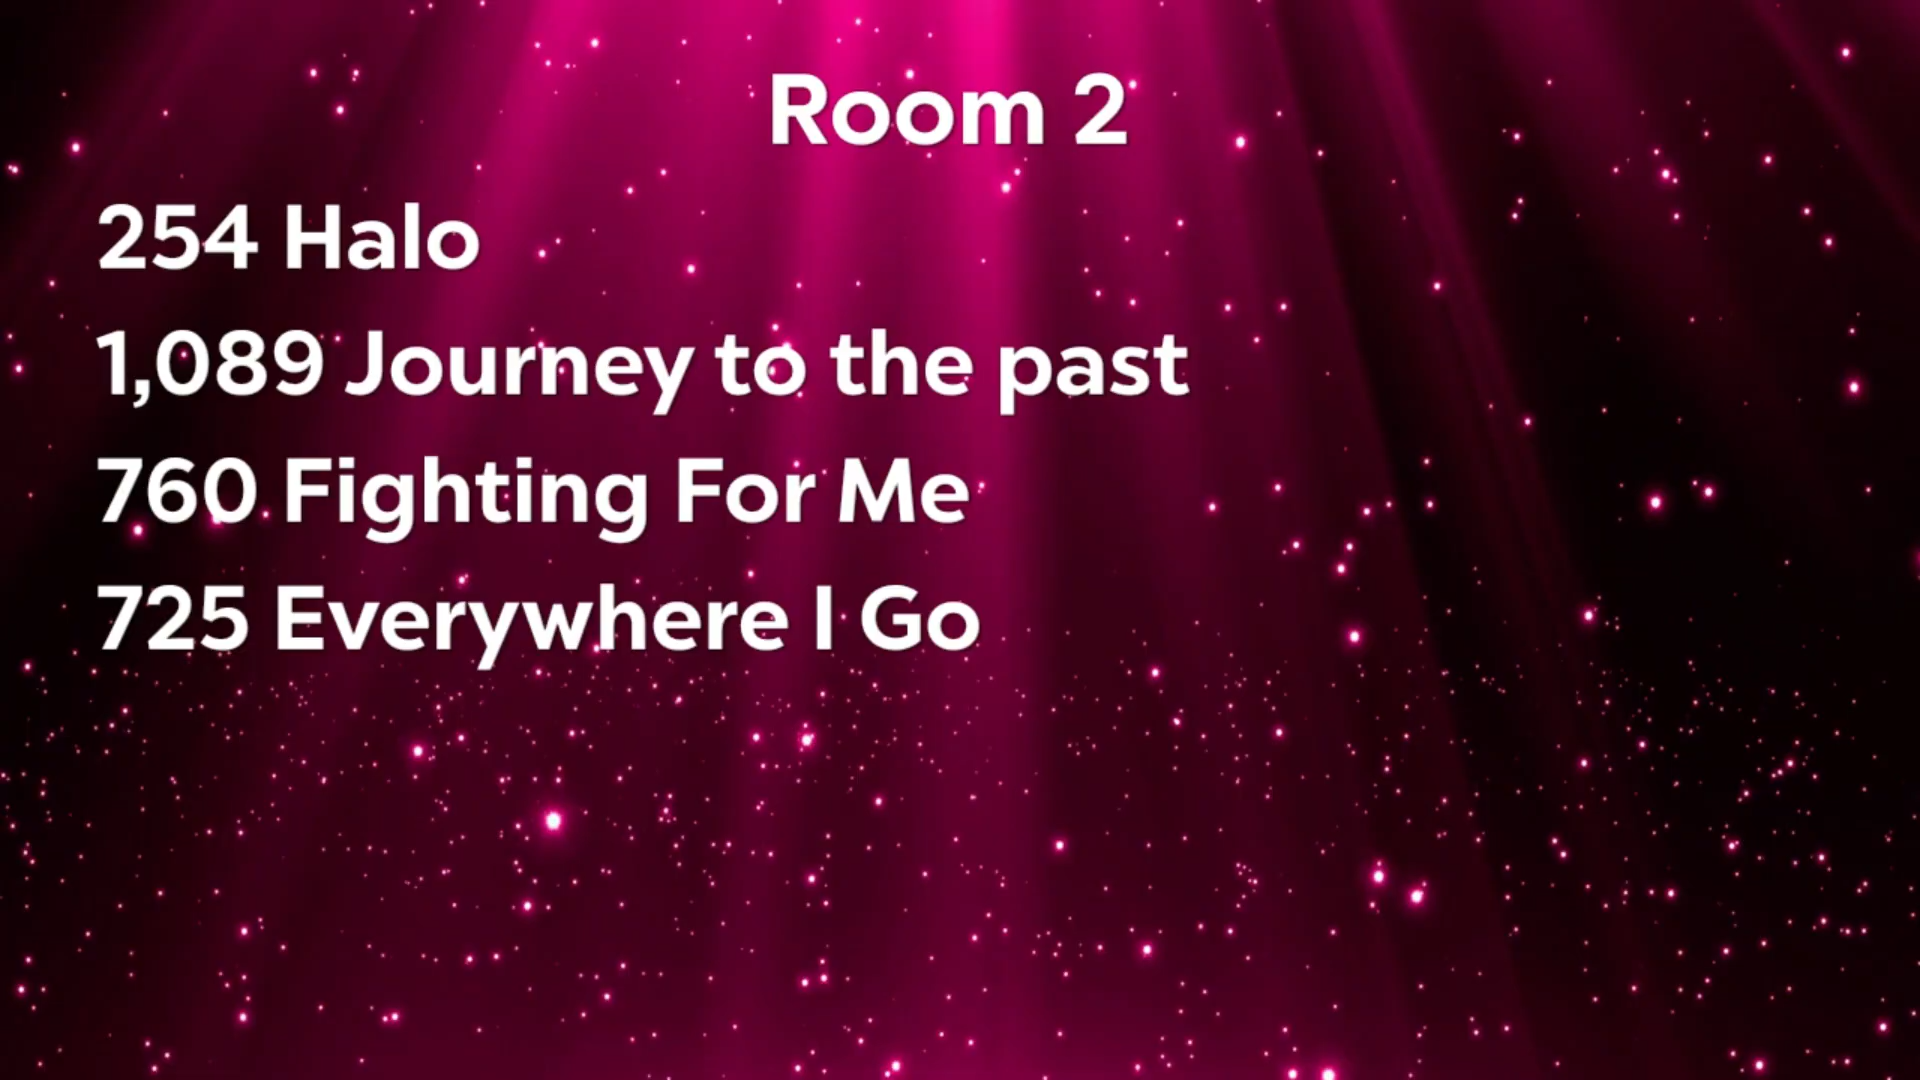 Room 2
254 Halo
1,089 Journey to the past
760 Fighting For Me
725 Everywhere I Go